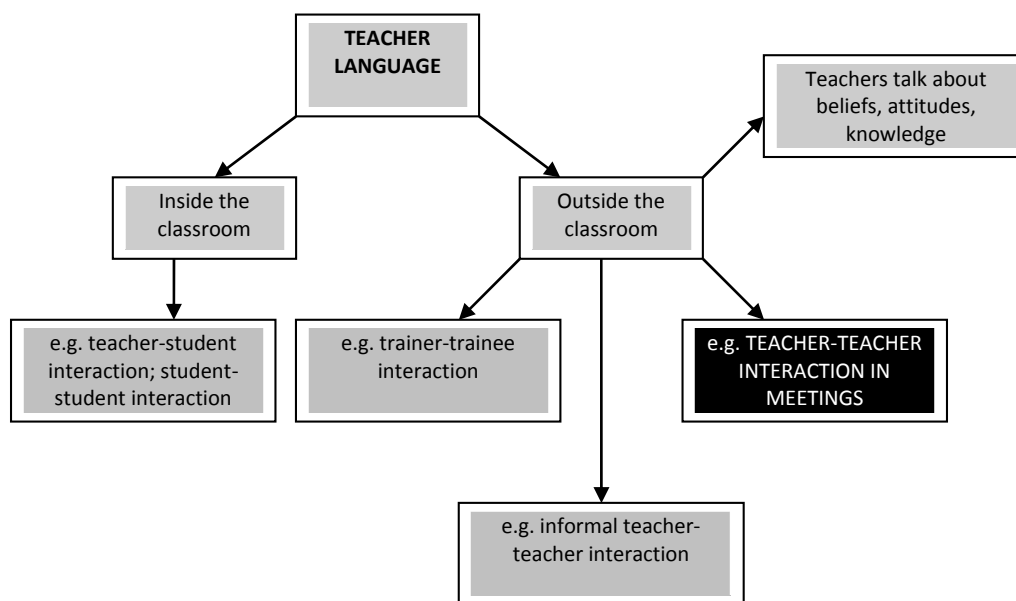 TEACHER
LANGUAGE
Teachers talk about
beliefs, attitudes,
knowledge
Inside the
classroom
Outside the
classroom
e.g. teacher-student
interaction; student-
student interaction
e.g. trainer-trainee
interaction
e.g. TEACHER-TEACHER
INTERACTION IN
MEETINGS
e.g. informal teacher-
teacher interaction